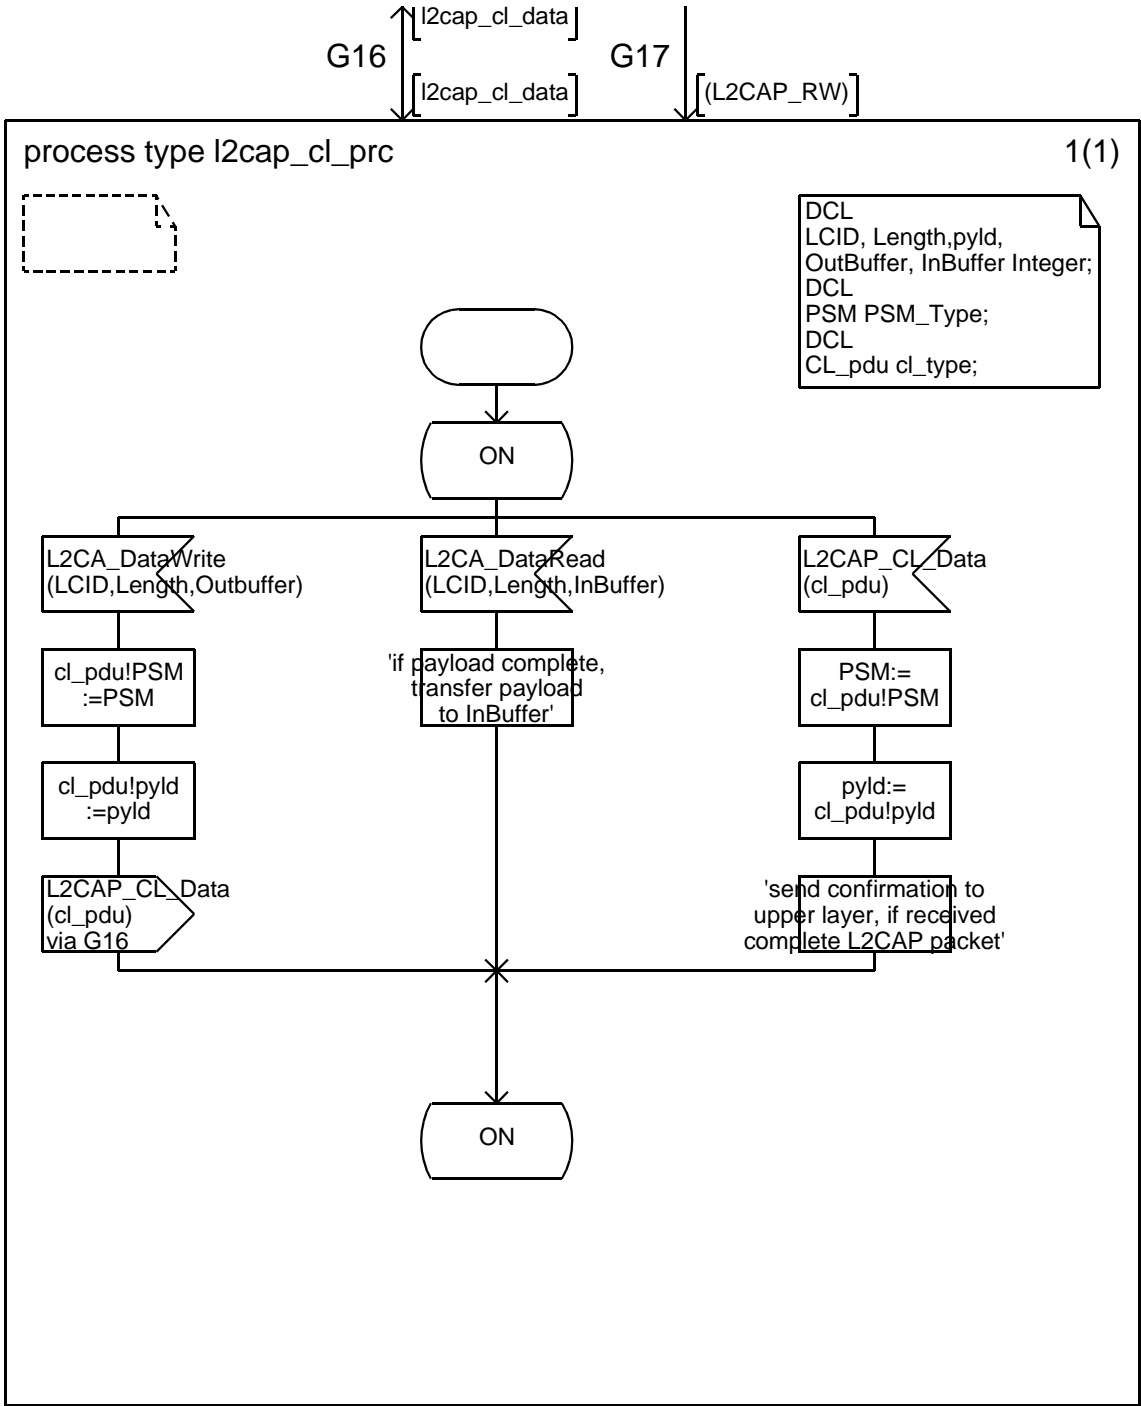 l2cap_cl_data
G16
G17
l2cap_cl_data
(L2CAP_RW)
process type l2cap_cl_prc
1(1)
DCL
LCID, Length,pyld,
OutBuffer, InBuffer Integer;
DCL
PSM PSM_Type;
DCL
CL_pdu cl_type;
ON
L2CA_DataWrite
(LCID,Length,Outbuffer)
L2CA_DataRead
(LCID,Length,InBuffer)
L2CAP_CL_Data
(cl_pdu)
cl_pdu!PSM
:=PSM
'if payload complete,
transfer payload
to InBuffer'
PSM:=
cl_pdu!PSM
cl_pdu!pyld
:=pyld
pyld:=
cl_pdu!pyld
L2CAP_CL_Data
(cl_pdu)
via G16
'send confirmation to
upper layer, if received
complete L2CAP packet'
ON